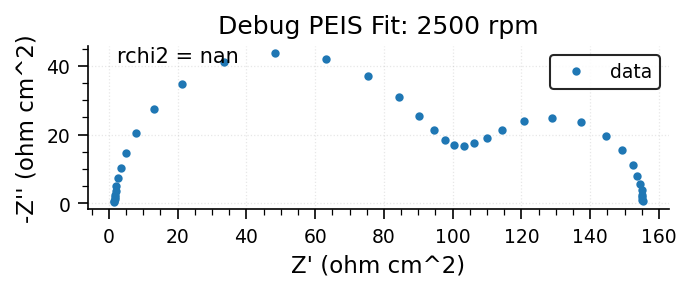 Debug PEIS Fit: 2500 rpm
rchi2 = nan
data
-Z'' (ohm cm^2)
40
20
0
0 20 40 60 80 100 120 140 160
Z' (ohm cm^2)